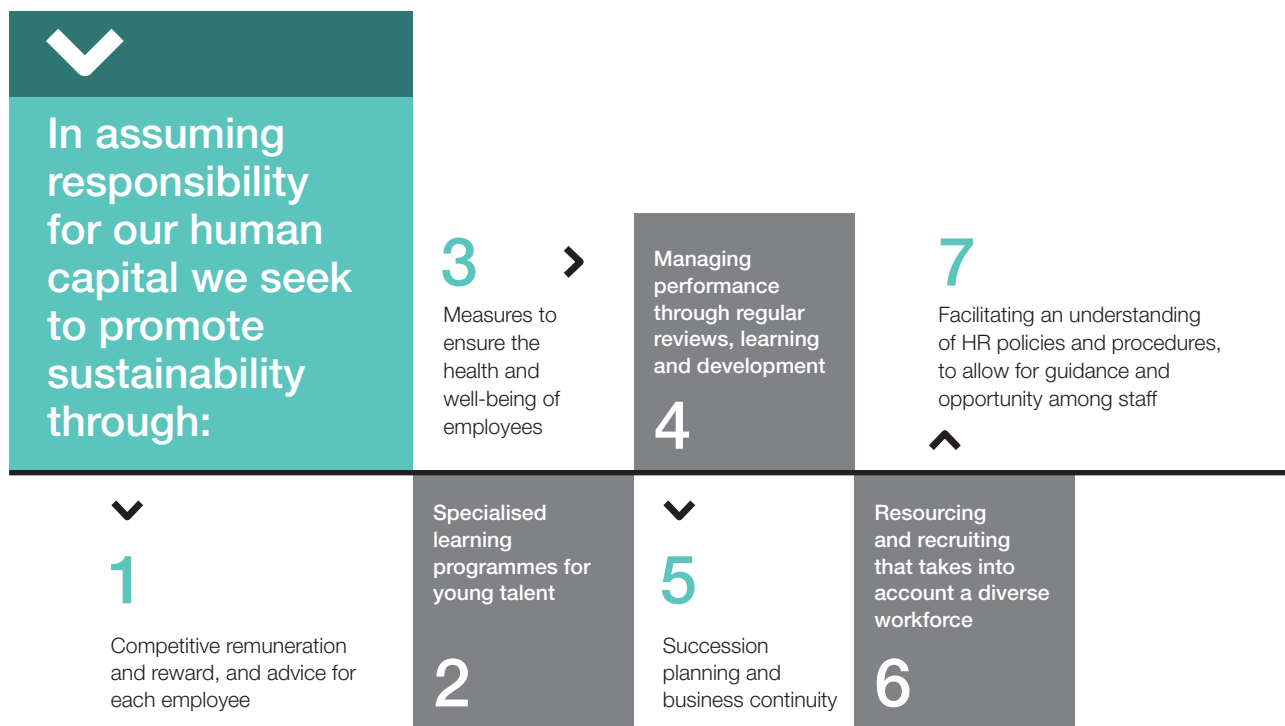 In assuming
responsibility
for our human
capital we seek
to promote
sustainability
through:
1
Competitive remuneration
and reward, and advice for
each employee
Specialised
learning
programmes for
young talent
2
3
Measures to
ensure the
health and
well-being of
employees
Managing
performance
through regular
reviews, learning
and development
4
5
Succession
planning and
business continuity
Resourcing
and recruiting
that takes into
account a diverse
workforce
6
7
Facilitating an understanding
of HR policies and procedures,
to allow for guidance and
opportunity among staff